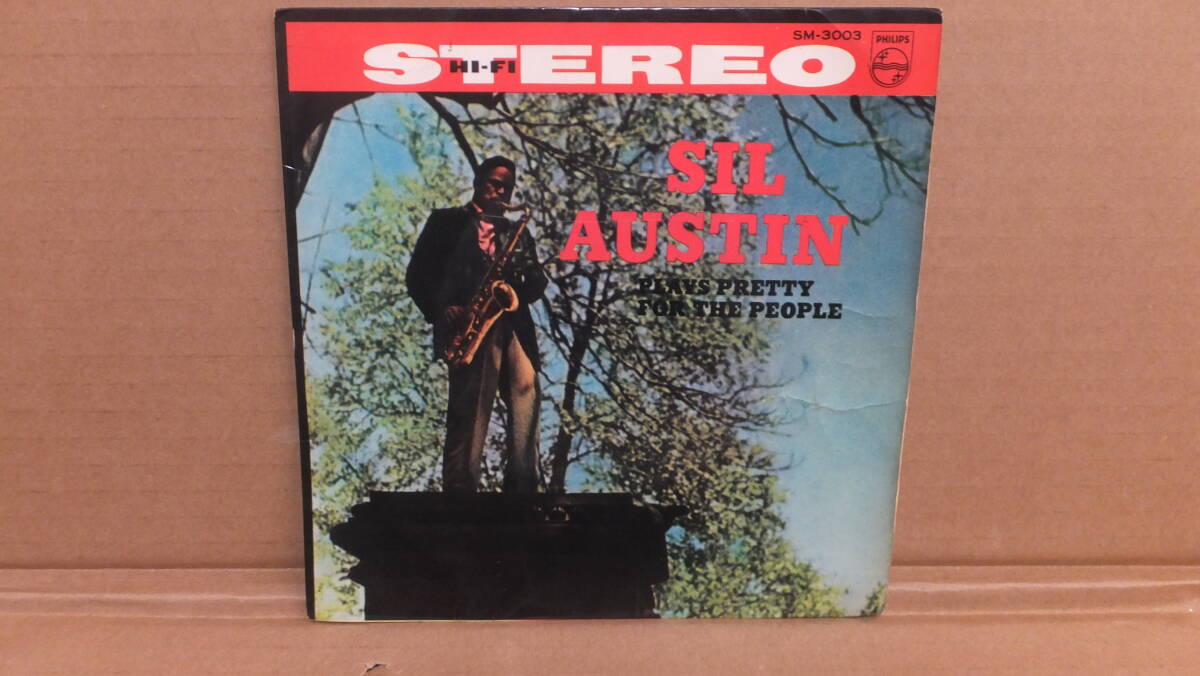 SM-3003
PHILIPS
STEREO
HI-FI
SIL
AUSTIN
PLAYS PRETTY
FOR THE PEOPLE